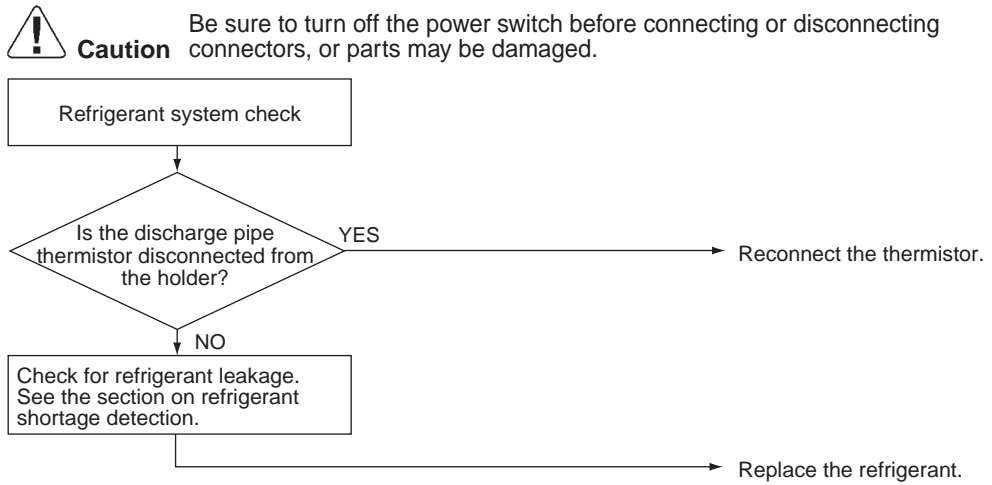 Be sure to turn off the power switch before connecting or disconnecting
Caution connectors, or parts may be damaged.
Refrigerant system check
Is the discharge pipe
thermistor disconnected from
the holder?
YES
Reconnect the thermistor.
NO
Check for refrigerant leakage.
See the section on refrigerant
shortage detection.
Replace the refrigerant.